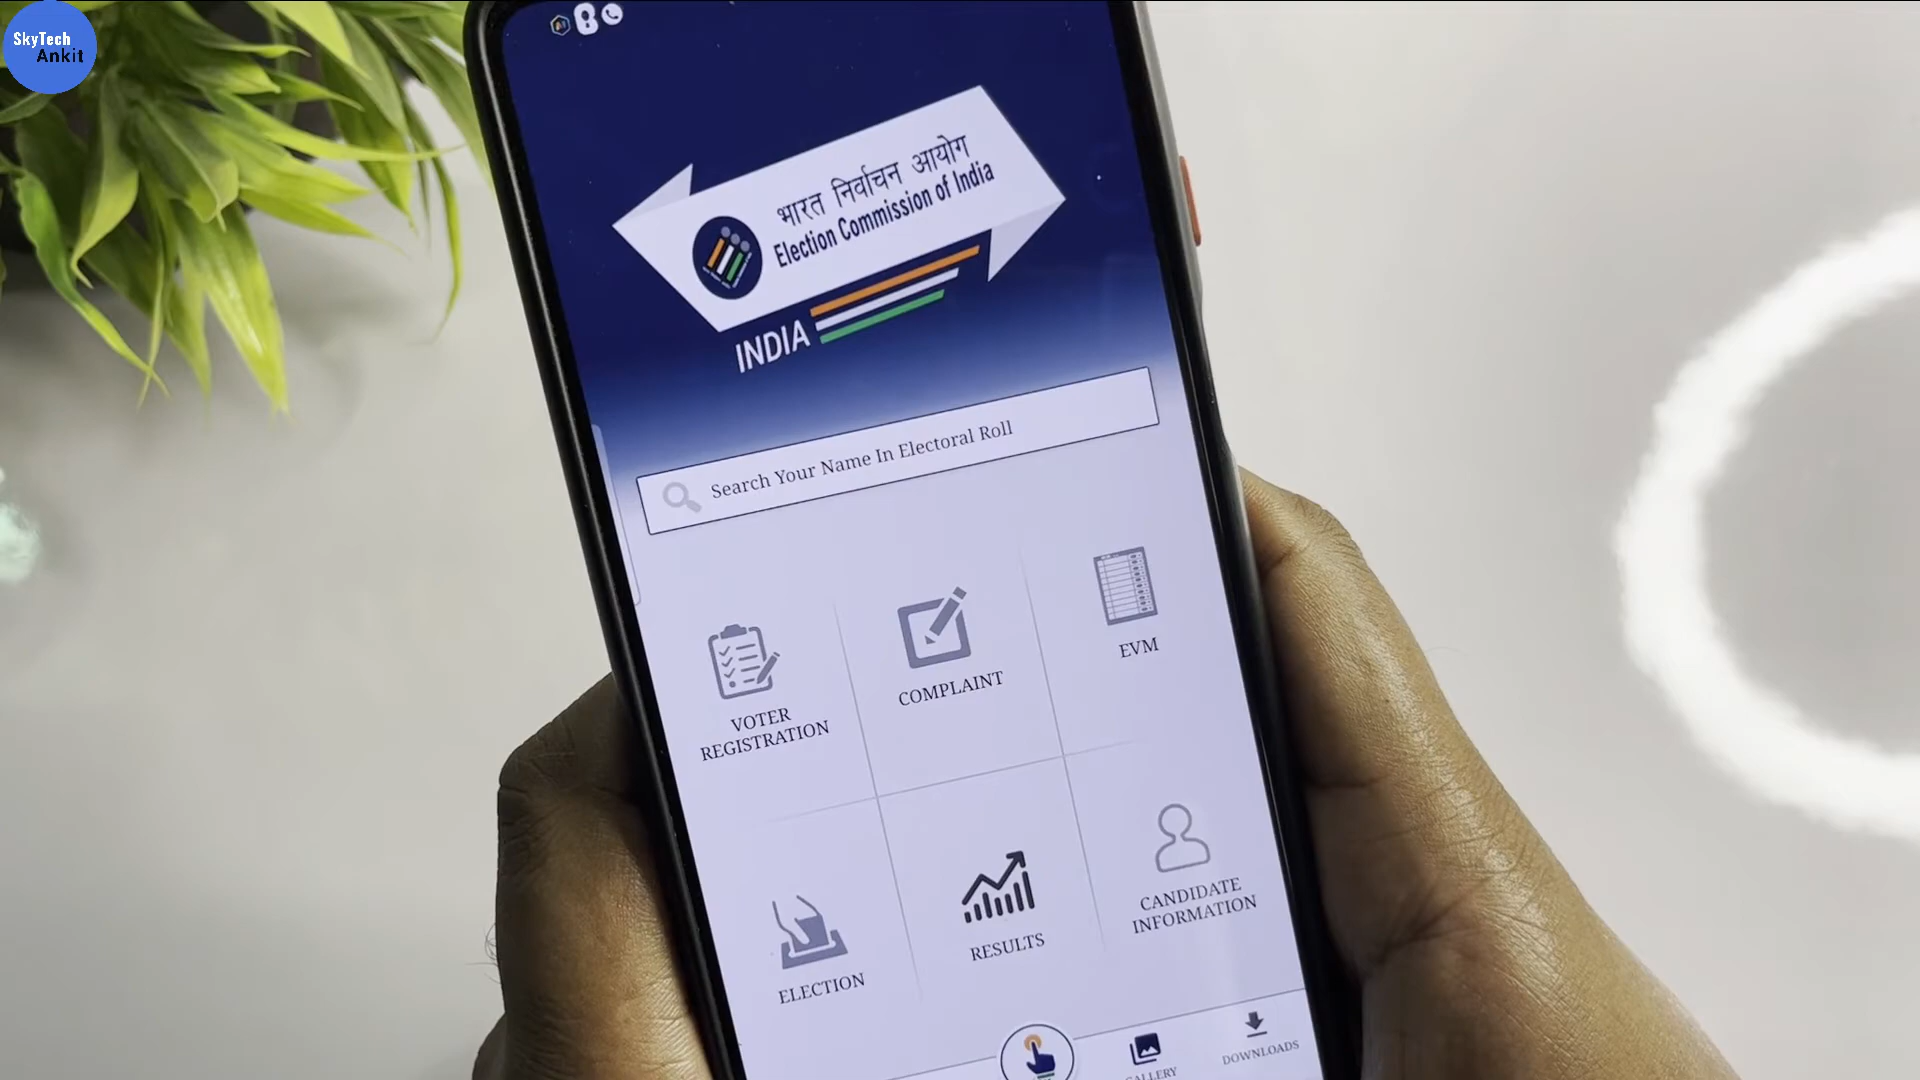 SkyTech
Ankit
भारत निर्वाचन आयोग
Election Commission of India
INDIA
Search Your Name In Electoral Roll
VOTER
REGISTRATION
COMPLAINT
EVM
ELECTION
RESULTS
CANDIDATE
INFORMATION
DOWNLOADS